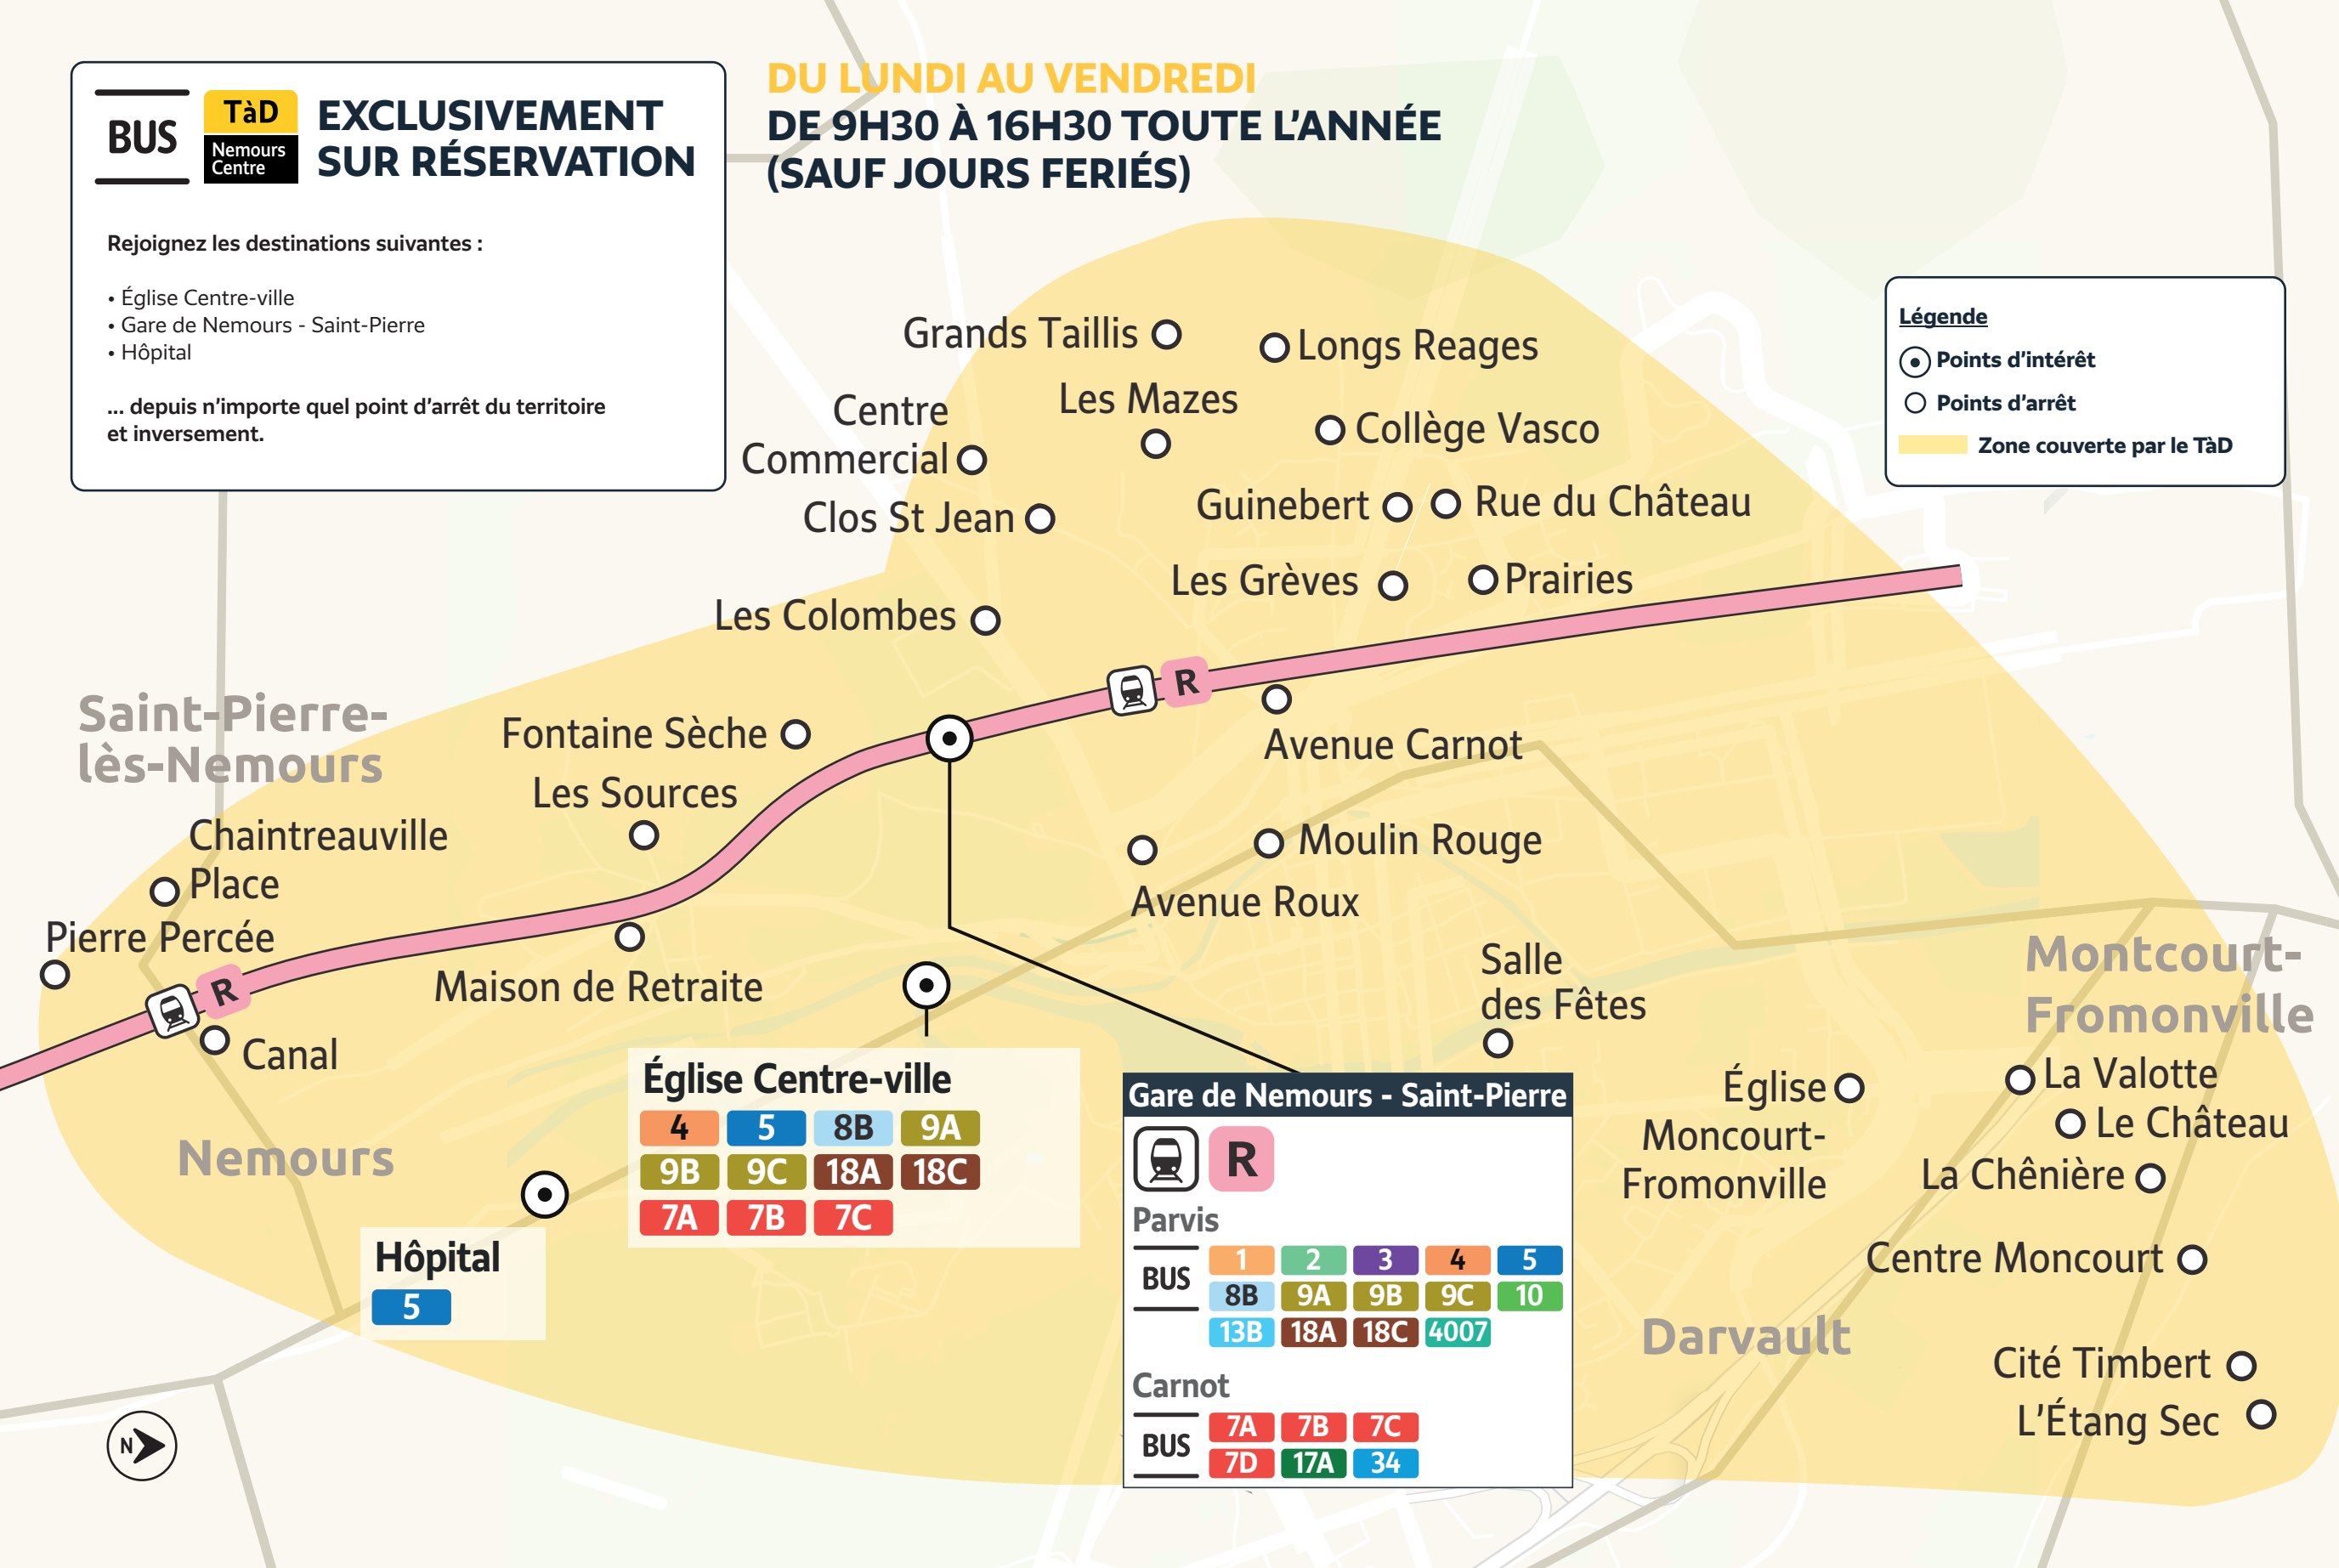 BUS
TàD
Nemours
Centre
EXCLUSIVEMENT
SUR RÉSERVATION
Rejoignez les destinations suivantes :
• Église Centre-ville
• Gare de Nemours - Saint-Pierre
• Hôpital
... depuis n’importe quel point d’arrêt du territoire
et inversement.
DU LUNDI AU VENDREDI
DE 9H30 À 16H30 TOUTE L’ANNÉE
(SAUF JOURS FERIÉS)
Légende
Points d’intérêt
Points d’arrêt
Zone couverte par le TàD
Grands Taillis
Longs Reages
Les Mazes
Centre
Commercial
Collège Vasco
Clos St Jean
Guinebert
Rue du Château
Les Grèves
Prairies
Les Colombes
R
Saint-Pierre-
lès-Nemours
Fontaine Sèche
Avenue Carnot
Les Sources
Chaintreauville
Place
Moulin Rouge
Avenue Roux
Pierre Percée
R
Maison de Retraite
Canal
Salle
des Fêtes
Montcourt-
Fromonville
Nemours
Église Centre-ville
4 5 8B 9A
9B 9C 18A 18C
7A 7B 7C
Hôpital
5
Gare de Nemours - Saint-Pierre
R
Parvis
BUS
1 2 3 4 5
8B 9A 9B 9C 10
13B 18A 18C 4007
Carnot
BUS
7A 7B 7C
7D 17A 34
Église
Moncourt-
Fromonville
La Valotte
Le Château
La Chênière
Centre Moncourt
Darvault
Cité Timbert
L’Étang Sec
N